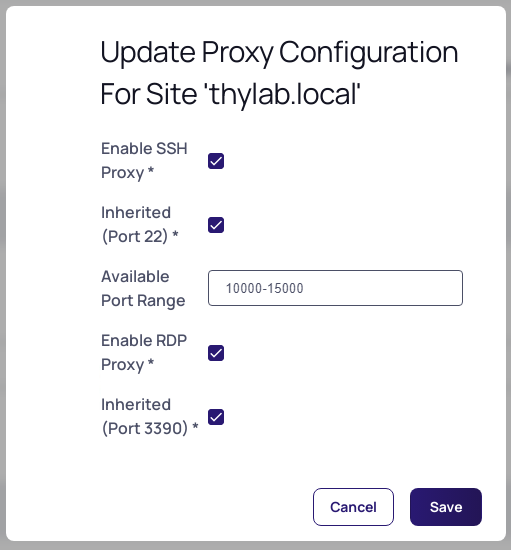 Update Proxy Configuration
For Site 'thylab.local'
Enable SSH
Proxy *
Inherited
(Port 22) *
Available
Port Range
10000-15000
Enable RDP
Proxy *
Inherited
(Port 3390) *
Cancel
Save